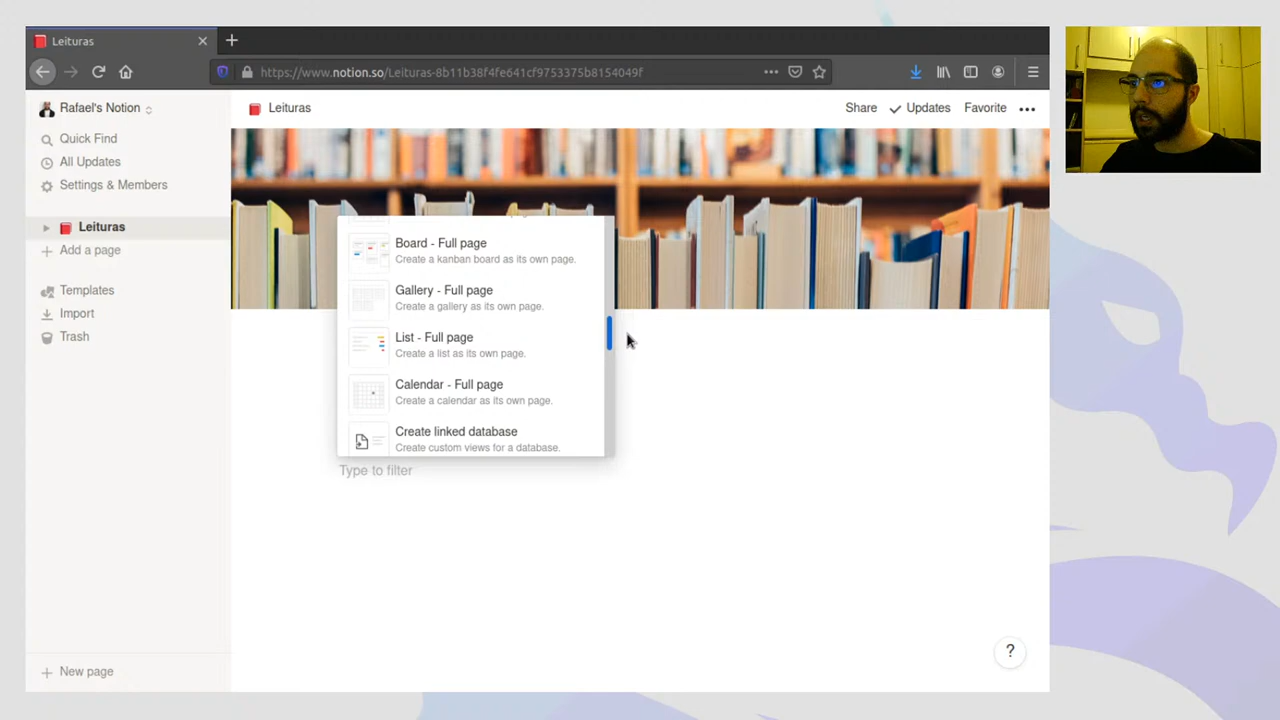 Leituras
https://www.notion.so/Leituras-8b11b38f4fe641cf9753375b8154049f
Rafael's Notion
Leituras
Share
Updates
Favorite
Quick Find
All Updates
Settings & Members
Leituras
Add a page
Templates
Import
Trash
Board - Full page
Create a kanban board as its own page.
Gallery - Full page
Create a gallery as its own page.
List - Full page
Create a list as its own page.
Calendar - Full page
Create a calendar as its own page.
Create linked database
Create custom views for a database.
Type to filter
New page
?